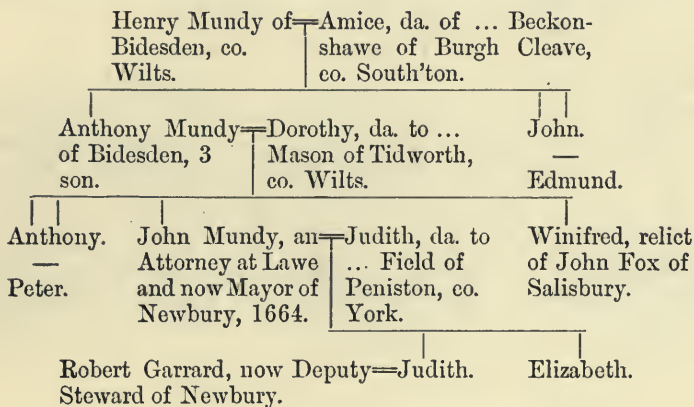 Henry Mundy of Bidesden, co. Wilts.
Amice, da. of ... Beckon-
shawe of Burgh Cleave,
co. South'ton.
Anthony Mundy
of Bidesden, 3
son.
Dorothy, da. to ...
Mason of Tidworth,
co. Wilts.
John.
—
Edmund.
Anthony.
—
Peter.
John Mundy, an
Attorney at Lawe
and now Mayor of
Newbury, 1664.
Judith, da. to
... Field of
Peniston, co.
York.
Winifred, relict
of John Fox of
Salisbury.
Robert Garrard, now Deputy
Steward of Newbury.
Judith.
Elizabeth.